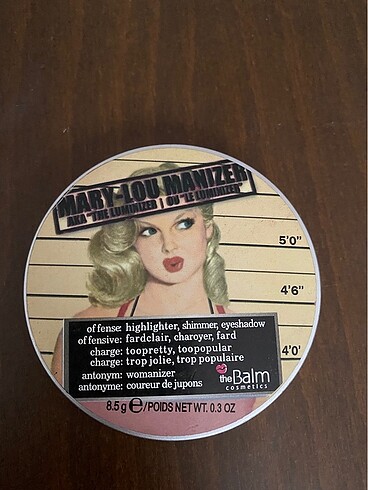 MARY-LOU MANIZER
AKA "THE LUMINIZER | OU "LE LUMINIZER"
5'0"
4'6"
4'0'
offense: highlighter, shimmer, eyeshadow
offensive: fardclair, charoyer, fard
charge: toopretty, toopopular
charge: trop jolie, trop populaire
antonym: womanizer
antonyme: coureur de jupons
theBalm
cosmetics
8.5 g e/POIDS NET WT. 0.3 OZ